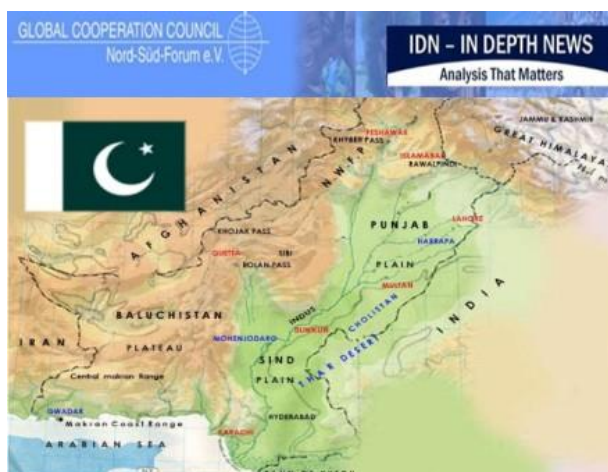 GLOBAL COOPERATION COUNCIL
Nord-Süd-Forum e.V.
IDN – IN DEPTH NEWS
Analysis That Matters
JAMMU & KASHMIR
PESHAWAR
KHYBER PASS
GREAT HIMALAYA
ISLAMABAD
RAWALPINDI
N.W.F.P.
AFGHANISTAN
PUNJAB
LAHORE
KHOJAK PASS
HARRAPA
QUETTA
SIBI
BOLAN PASS
PLAIN
MULTAN
CHOLISTAN
INDIA
BALUCHISTAN
INDUS
SUKKUR
IRAN
PLATEAU
MOHENJODARO
THAR DESERT
SIND
PLAIN
Central makran Range
GWADAR
HYDERABAD
Makran Coast Range
KARACHI
ARABIAN SEA